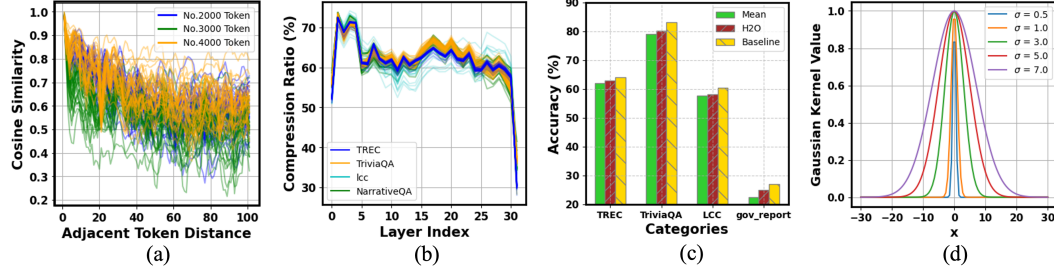 Cosine Similarity
1.0
0.9
0.8
0.7
0.6
0.5
0.4
0.3
0.2
0
20
40
60
80
100
No.2000 Token
No.3000 Token
No.4000 Token
Adjacent Token Distance
(a)
Compression Ratio (%)
70
60
50
40
30
0
5
10
15
20
25
30
TREC
TriviaQA
lcc
NarrativeQA
Layer Index
(b)
Accuracy (%)
90
80
70
60
50
40
30
20
Mean
H2O
Baseline
TREC
TriviaQA
LCC
gov_report
Categories
(c)
Gaussian Kernel Value
1.0
0.8
0.6
0.4
0.2
0.0
−30
−20
−10
0
10
20
30
σ = 0.5
σ = 1.0
σ = 3.0
σ = 5.0
σ = 7.0
x
(d)